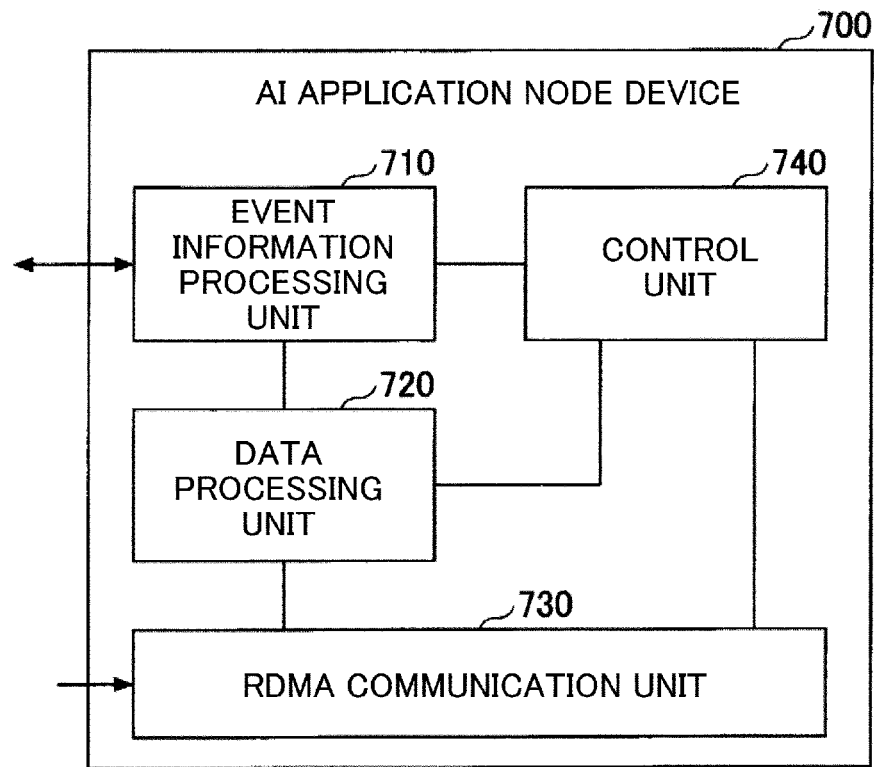 700
AI APPLICATION NODE DEVICE
710
EVENT
INFORMATION
PROCESSING
UNIT
740
CONTROL
UNIT
720
DATA
PROCESSING
UNIT
730
RDMA COMMUNICATION UNIT